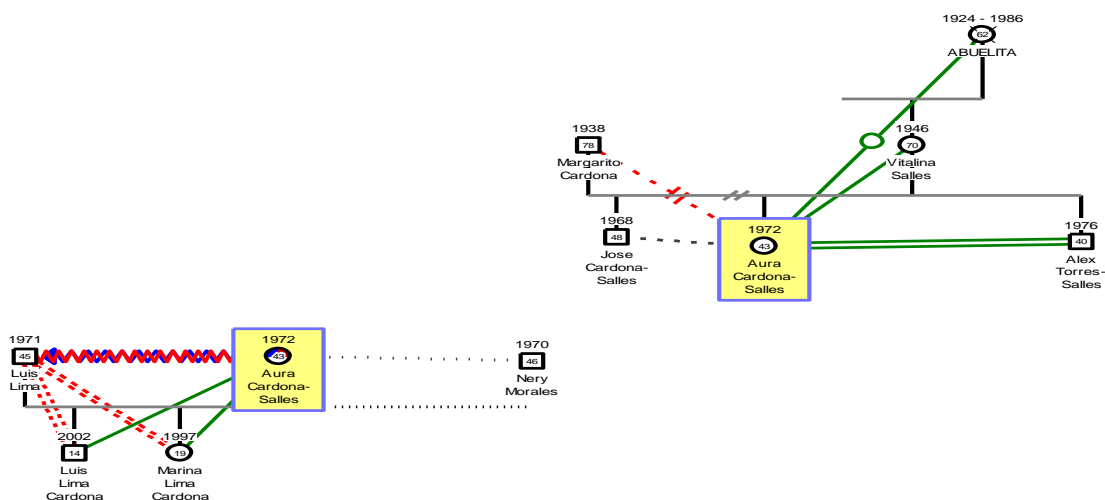 1924 - 1986
62
ABUELITA
1938
78
Margarito
Cardona
1946
70
Vitalina
Salles
1968
48
Jose
Cardona-
Salles
1972
43
Aura
Cardona-
Salles
1976
40
Alex
Torres-
Salles
1971
45
Luis
Lima
1972
43
Aura
Cardona-
Salles
1970
46
Nery
Morales
2002
14
Luis
Lima
Cardona
1997
19
Marina
Lima
Cardona